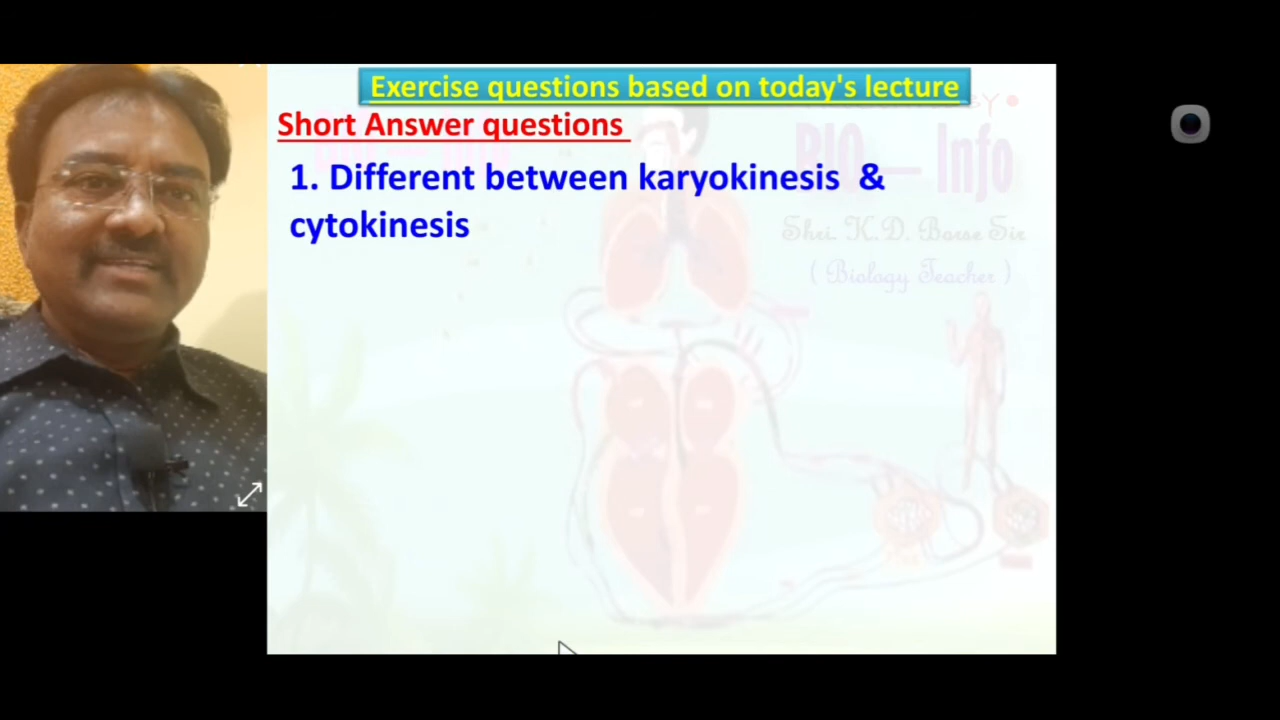 Exercise questions based on today's lecture
Short Answer questions
BIO – Info
1. Different between karyokinesis &
cytokinesis
Shri. K.D. Borse Sir
( Biology Teacher )